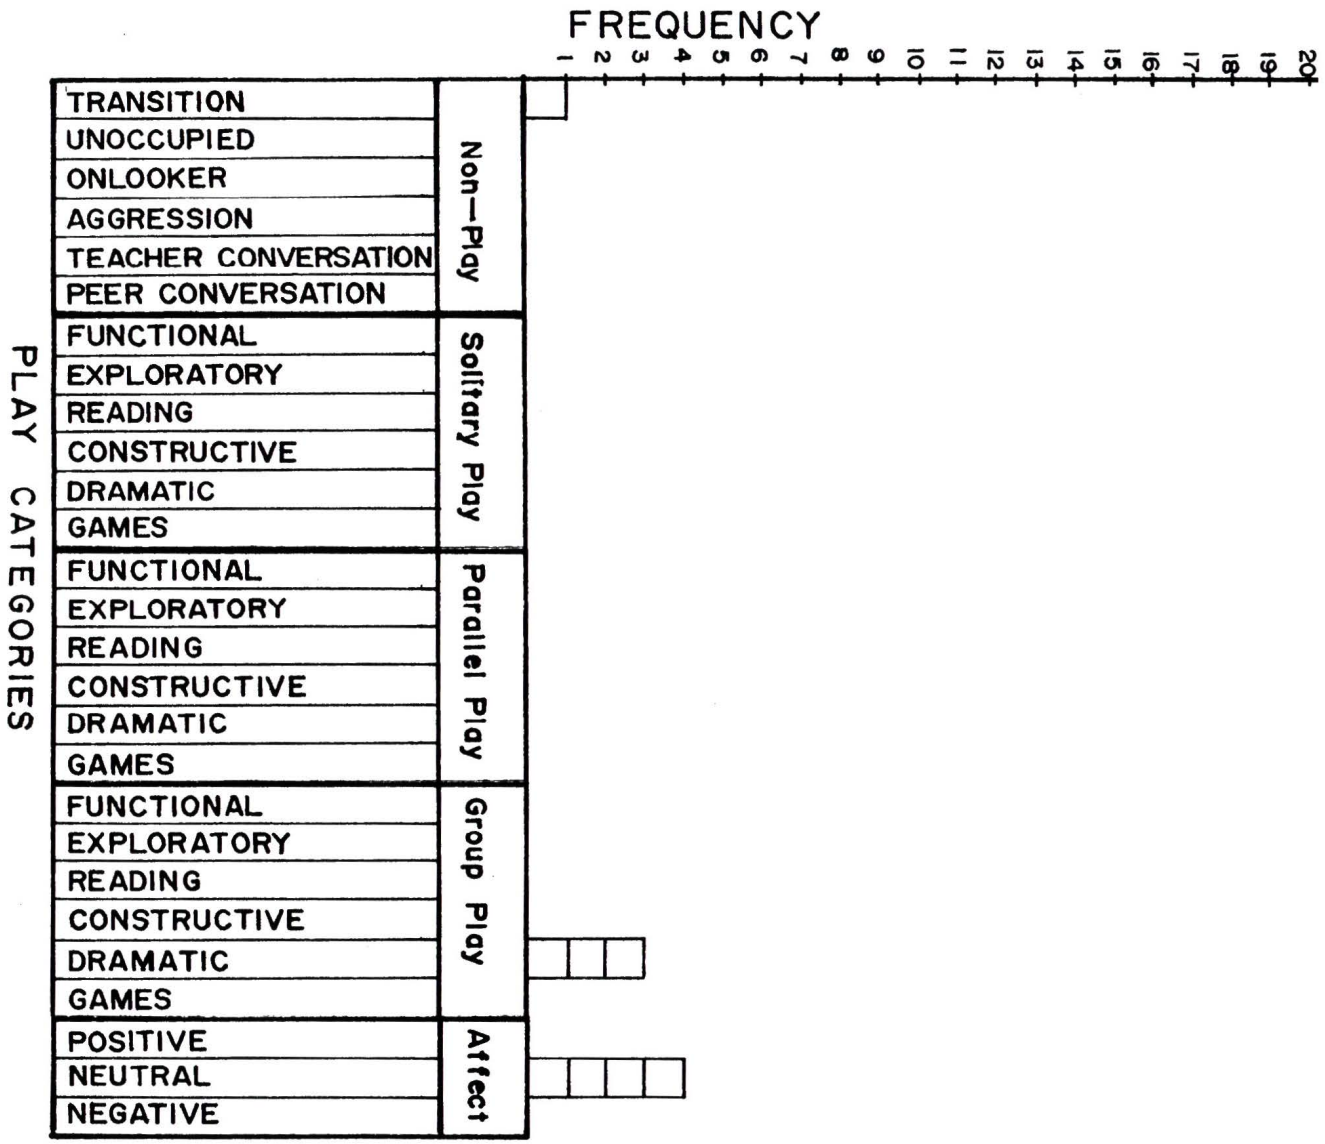 FREQUENCY
1 2 3 4 5 6 7 8 9 10 11 12 13 14 15 16 17 18 19 20
PLAY CATEGORIES
Non—Play
TRANSITION
UNOCCUPIED
ONLOOKER
AGGRESSION
TEACHER CONVERSATION
PEER CONVERSATION
Solitary Play
FUNCTIONAL
EXPLORATORY
READING
CONSTRUCTIVE
DRAMATIC
GAMES
Parallel Play
FUNCTIONAL
EXPLORATORY
READING
CONSTRUCTIVE
DRAMATIC
GAMES
Group Play
FUNCTIONAL
EXPLORATORY
READING
CONSTRUCTIVE
DRAMATIC
GAMES
Affect
POSITIVE
NEUTRAL
NEGATIVE